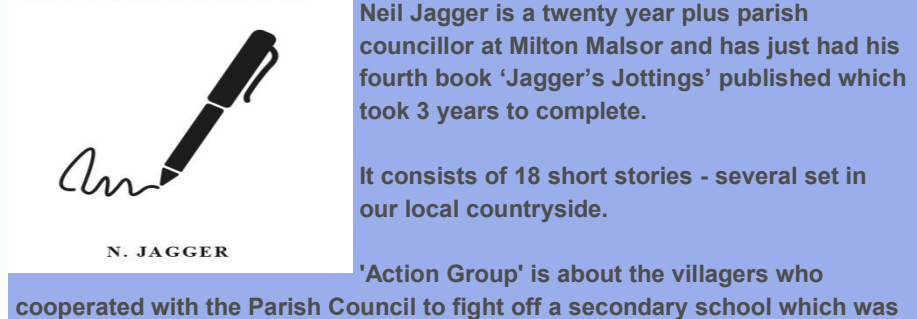 N. JAGGER
Neil Jagger is a twenty year plus parish
councillor at Milton Malsor and has just had his
fourth book ‘Jagger’s Jottings’ published which
took 3 years to complete.
It consists of 18 short stories - several set in
our local countryside.
'Action Group' is about the villagers who
cooperated with the Parish Council to fight off a secondary school which was